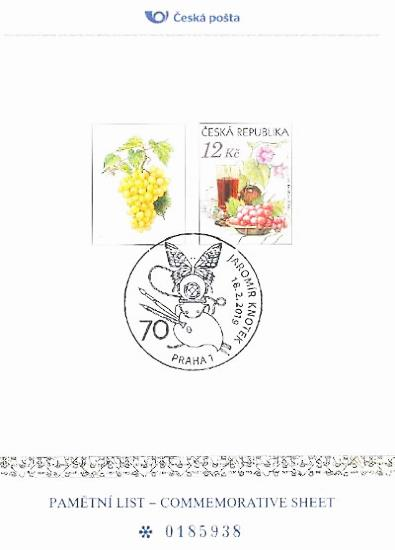 Česká pošta
ČESKÁ REPUBLIKA
12 Kč
JAROMÍR KNOTEK
16.2.2019
70
PRAHA 1
PAMĚTNÍ LIST – COMMEMORATIVE SHEET
✻ 0185938